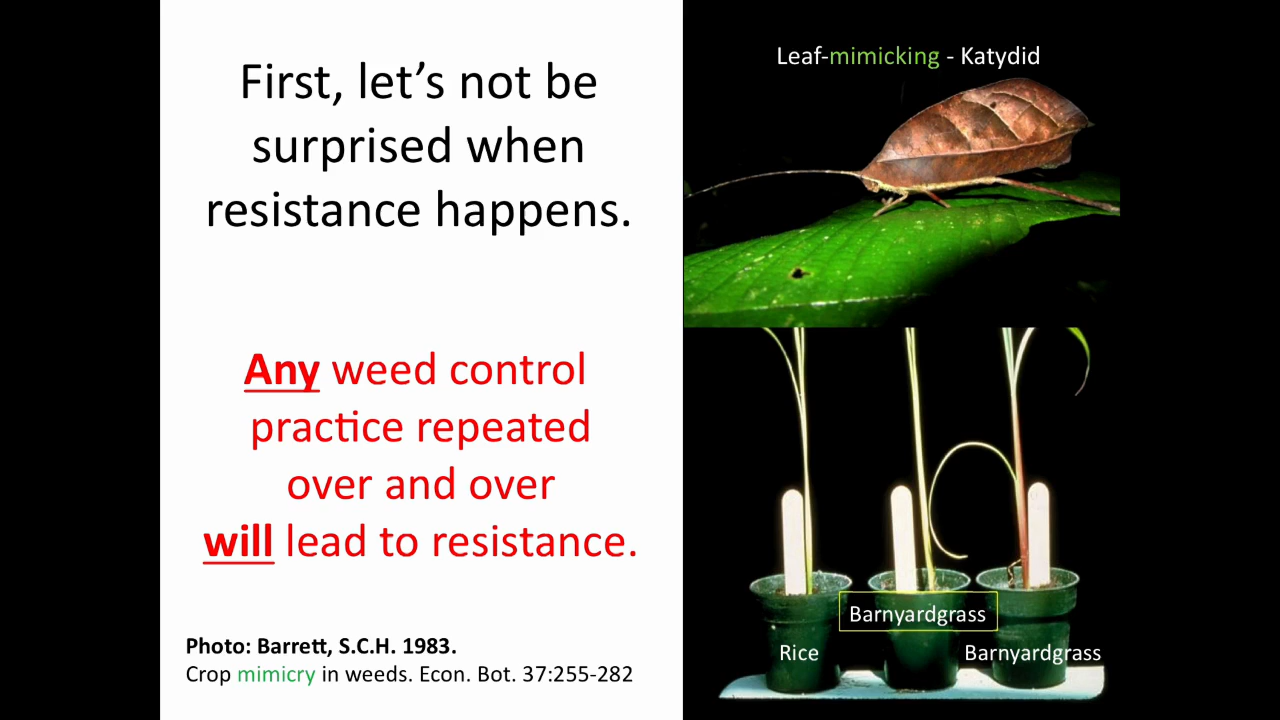 First, let’s not be
surprised when
resistance happens.
Any weed control
practice repeated
over and over
will lead to resistance.
Photo: Barrett, S.C.H. 1983.
Crop mimicry in weeds. Econ. Bot. 37:255-282
Leaf-mimicking - Katydid
Barnyardgrass
Rice
Barnyardgrass